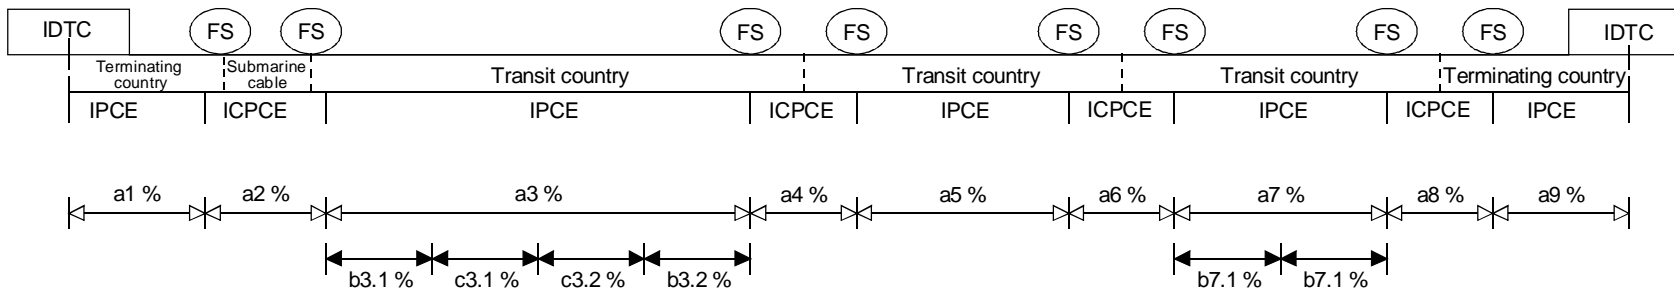 IDTC FS FS FS FS FS FS FS FS IDTC
Terminating
country
Submarine
cable
Transit country Transit country Transit country Terminating country
IPCE ICPCE IPCE ICPCE IPCE ICPCE IPCE ICPCE IPCE
a1 % a2 % a3 % a4 % a5 % a6 % a7 % a8 % a9 %
b3.1 % c3.1 % c3.2 % b3.2 % b7.1 % b7.1 %